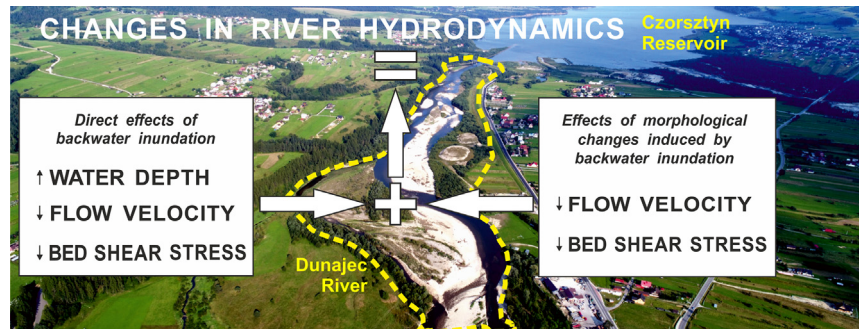 CHANGES IN RIVER HYDRODYNAMICS
Czorsztyn
Reservoir
=
Direct effects of
backwater inundation
↑ WATER DEPTH
↓ FLOW VELOCITY
↓ BED SHEAR STRESS
+
Effects of morphological
changes induced by
backwater inundation
↓ FLOW VELOCITY
↓ BED SHEAR STRESS
Dunajec
River